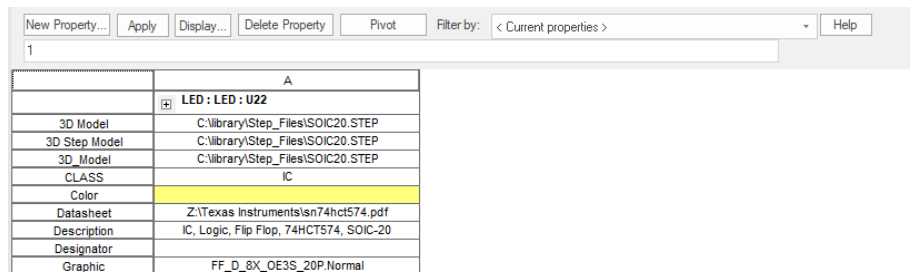 New Property... Apply Display... Delete Property Pivot Filter by: < Current properties > Help
1
A
LED : LED : U22
3D Model C:\library\Step_Files\SOIC20.STEP
3D Step Model C:\library\Step_Files\SOIC20.STEP
3D_Model C:\library\Step_Files\SOIC20.STEP
CLASS IC
Color
Datasheet Z:\Texas Instruments\sn74hct574.pdf
Description IC, Logic, Flip Flop, 74HCT574, SOIC-20
Designator
Graphic FF_D_8X_OE3S_20P.Normal